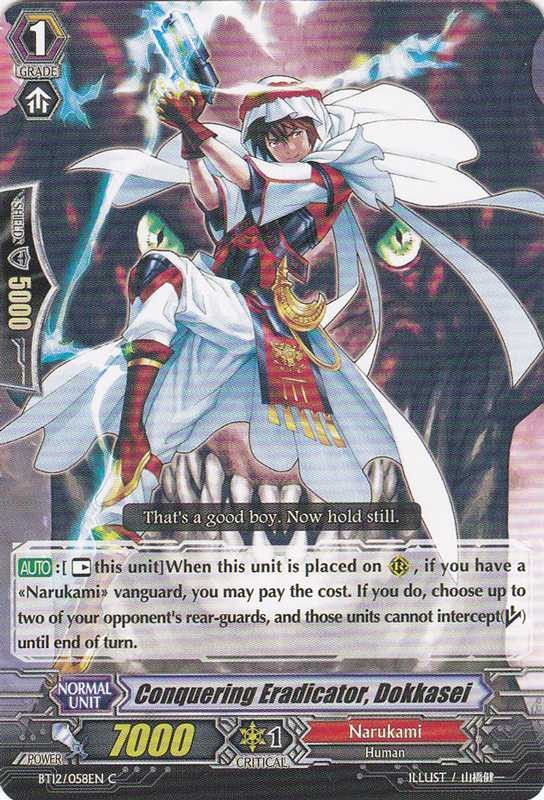 1
GRADE
SHIELD
5000
That's a good boy. Now hold still.
AUTO:[this unit]When this unit is placed on Ⓡ, if you have a
«Narukami» vanguard, you may pay the cost. If you do, choose up to
two of your opponent's rear-guards, and those units cannot intercept()
until end of turn.
NORMAL
UNIT
Conquering Eradicator, Dokkasei
POWER
7000
1
CRITICAL
Narukami
Human
BT12/058EN C
ILLUST / 山橋健一